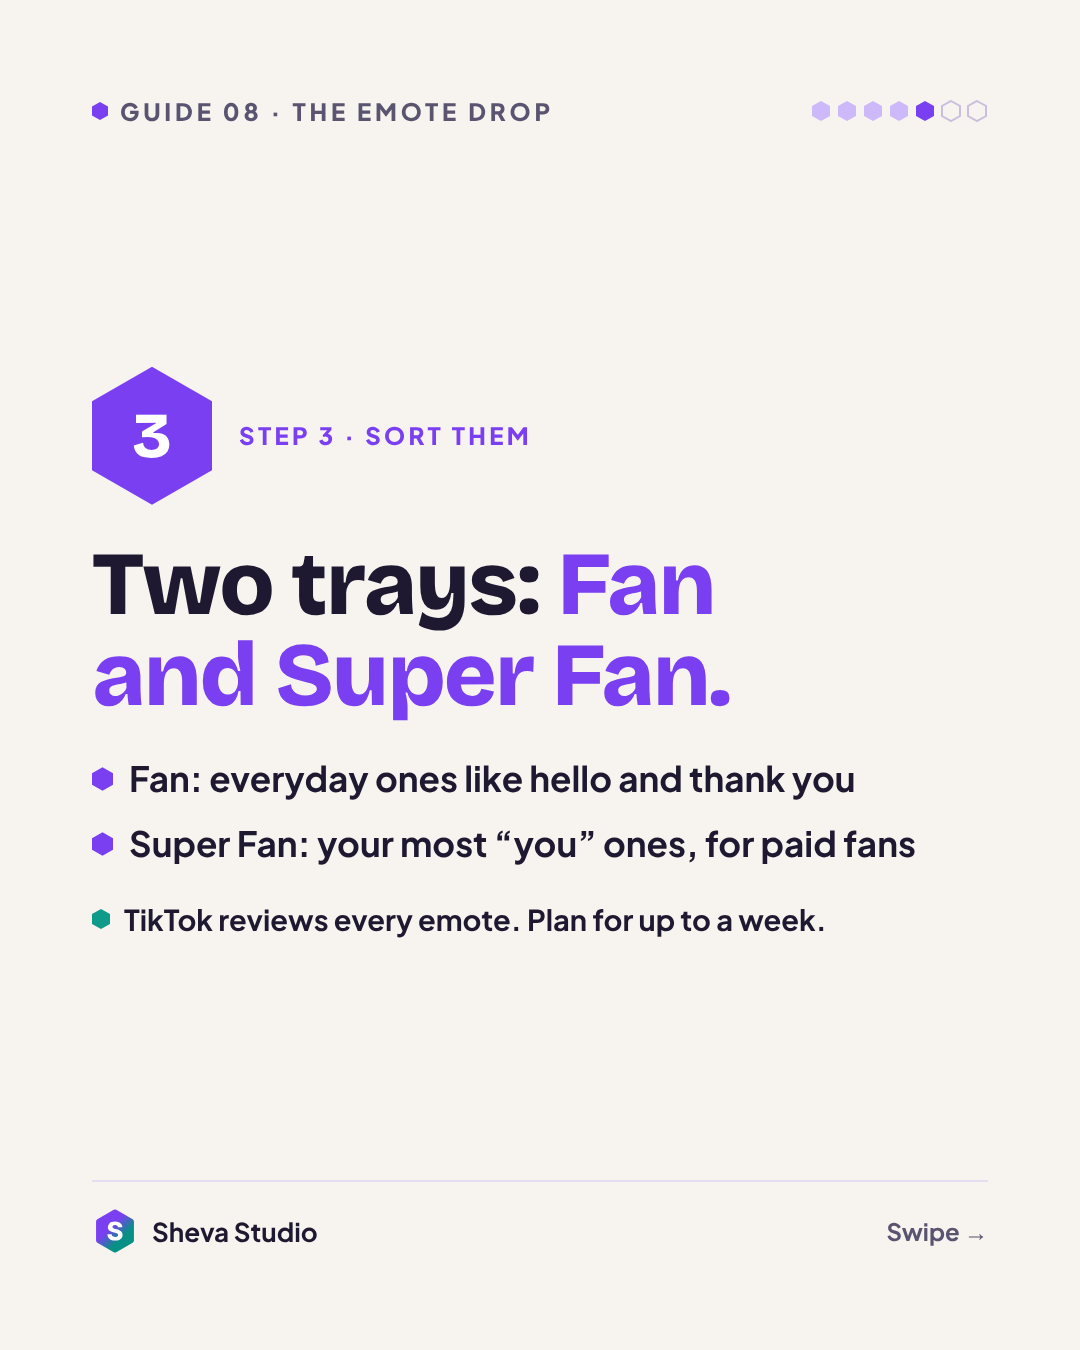 GUIDE 08 · THE EMOTE DROP
3
STEP 3 · SORT THEM
Two trays: Fan
and Super Fan.
Fan: everyday ones like hello and thank you
Super Fan: your most “you” ones, for paid fans
TikTok reviews every emote. Plan for up to a week.
S Sheva Studio
Swipe →